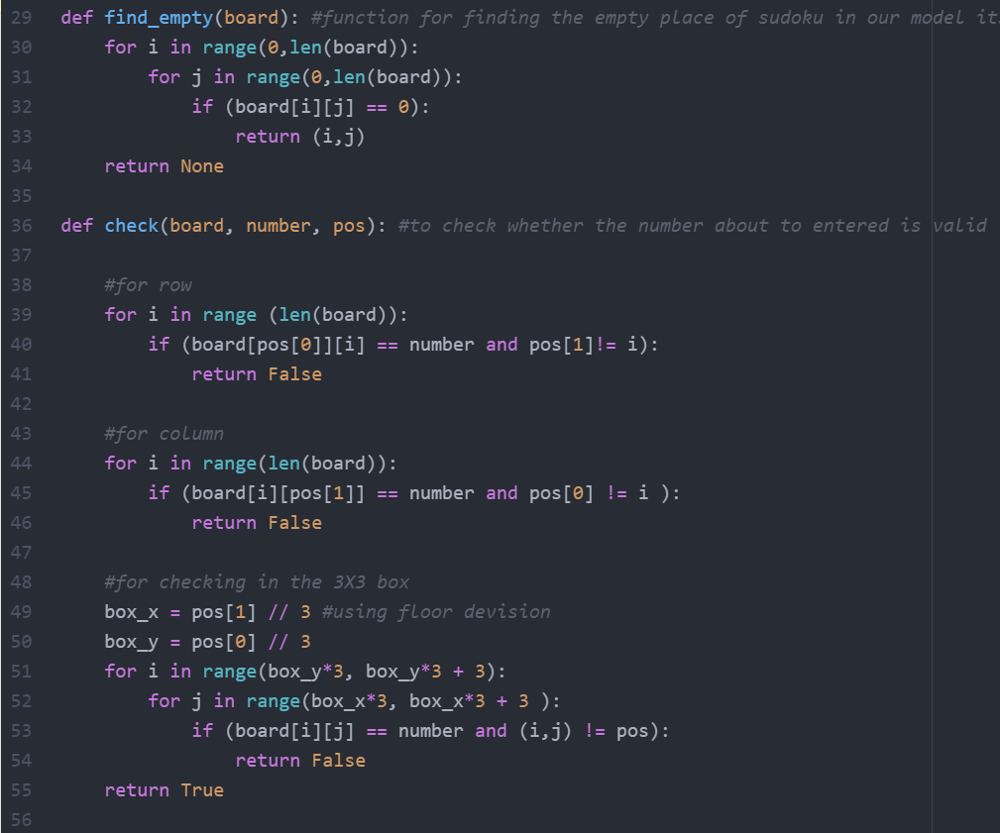 29 def find_empty(board): #function for finding the empty place of sudoku in our model
30     for i in range(0,len(board)):
31         for j in range(0,len(board)):
32             if (board[i][j] == 0):
33                 return (i,j)
34     return None
35
36 def check(board, number, pos): #to check whether the number about to entered is valid
37
38     #for row
39     for i in range (len(board)):
40         if (board[pos[0]][i] == number and pos[1]!= i):
41             return False
42
43     #for column
44     for i in range(len(board)):
45         if (board[i][pos[1]] == number and pos[0] != i ):
46             return False
47
48     #for checking in the 3X3 box
49     box_x = pos[1] // 3 #using floor devision
50     box_y = pos[0] // 3
51     for i in range(box_y*3, box_y*3 + 3):
52         for j in range(box_x*3, box_x*3 + 3 ):
53             if (board[i][j] == number and (i,j) != pos):
54                 return False
55     return True
56